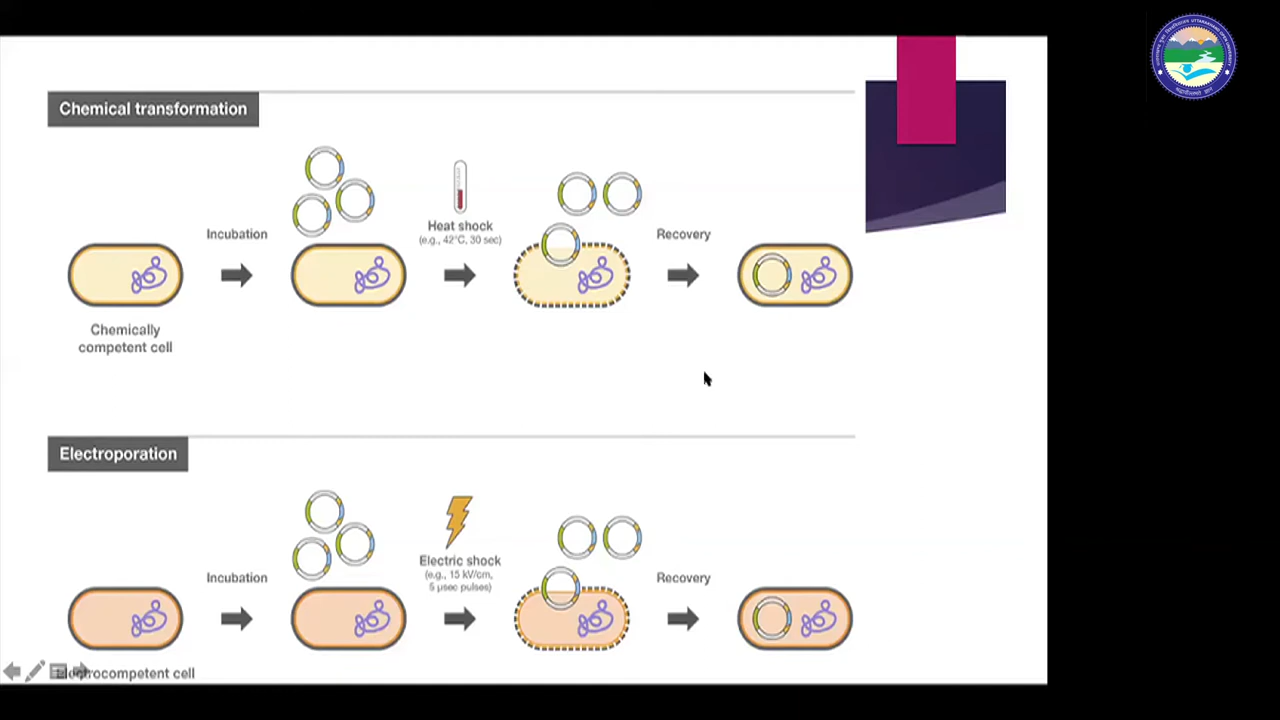 Chemical transformation
Incubation
Heat shock
(e.g., 42°C, 30 sec)
Recovery
Chemically
competent cell
Electroporation
Incubation
Electric shock
(e.g., 15 kV/cm,
5 µsec pulses)
Recovery
Electrocompetent cell